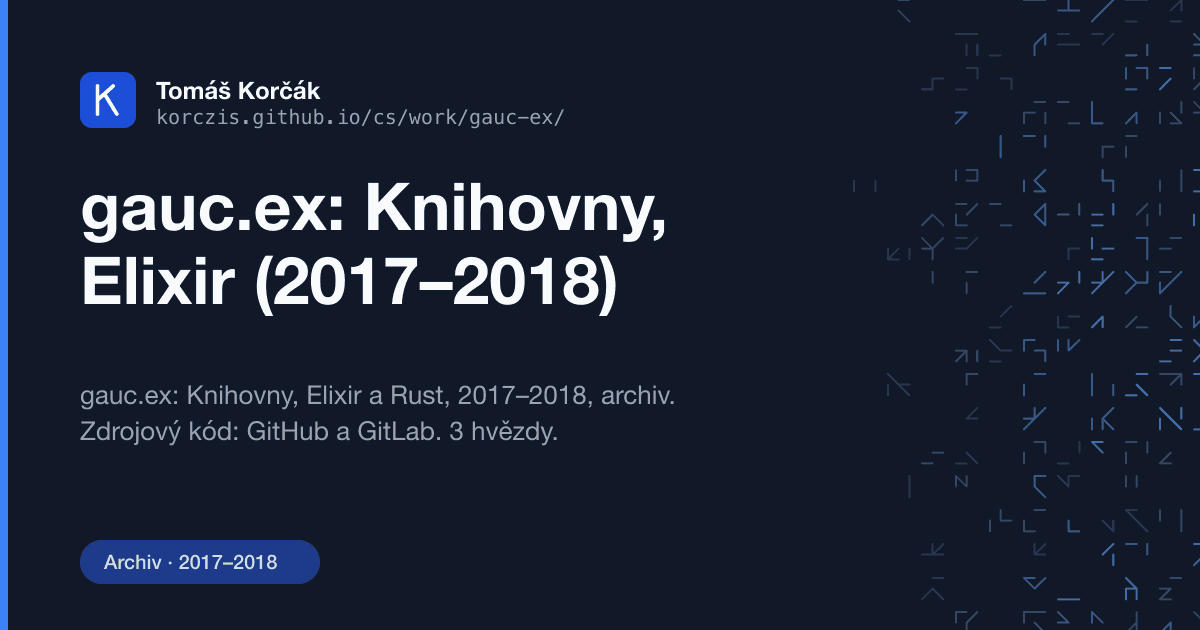 K
Tomáš Korčák
korczis.github.io/cs/work/gauc-ex/
gauc.ex: Knihovny,
Elixir (2017–2018)
gauc.ex: Knihovny, Elixir a Rust, 2017–2018, archiv.
Zdrojový kód: GitHub a GitLab. 3 hvězdy.
Archiv · 2017–2018